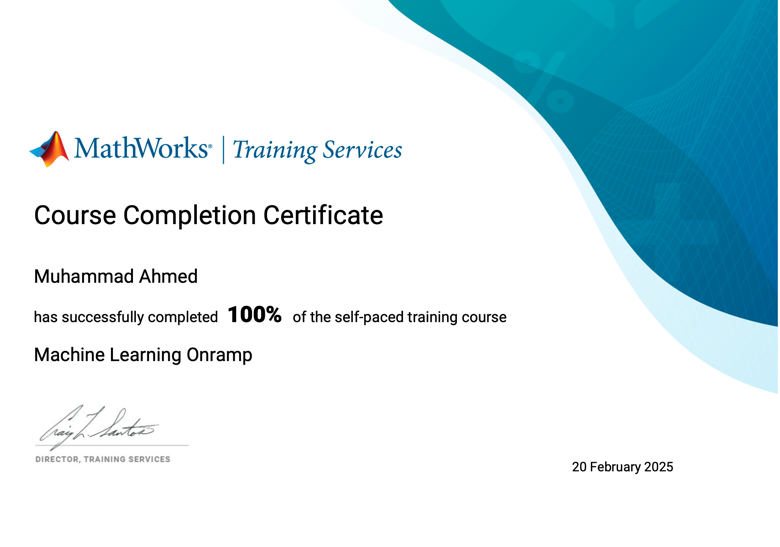 MathWorks® | Training Services
Course Completion Certificate
Muhammad Ahmed
has successfully completed 100% of the self-paced training course
Machine Learning Onramp
Craig L. Santos
DIRECTOR, TRAINING SERVICES
20 February 2025